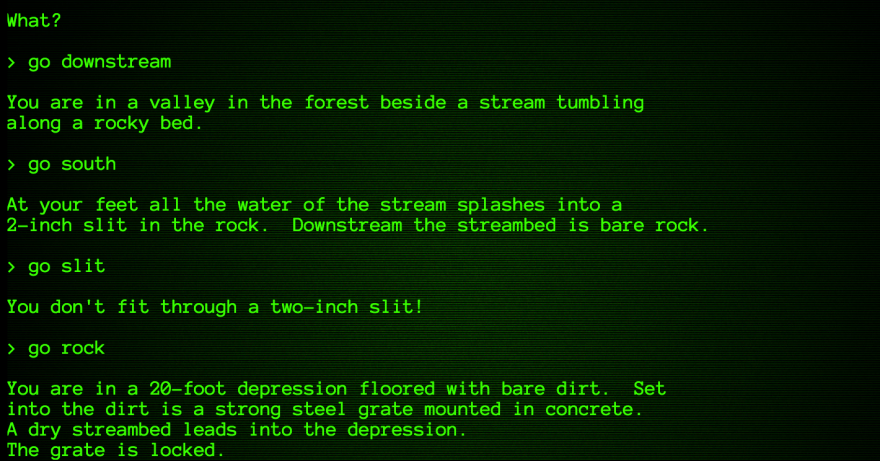 What?
> go downstream
You are in a valley in the forest beside a stream tumbling
along a rocky bed.
> go south
At your feet all the water of the stream splashes into a
2-inch slit in the rock.  Downstream the streambed is bare rock.
> go slit
You don't fit through a two-inch slit!
> go rock
You are in a 20-foot depression floored with bare dirt.  Set
into the dirt is a strong steel grate mounted in concrete.
A dry streambed leads into the depression.
The grate is locked.